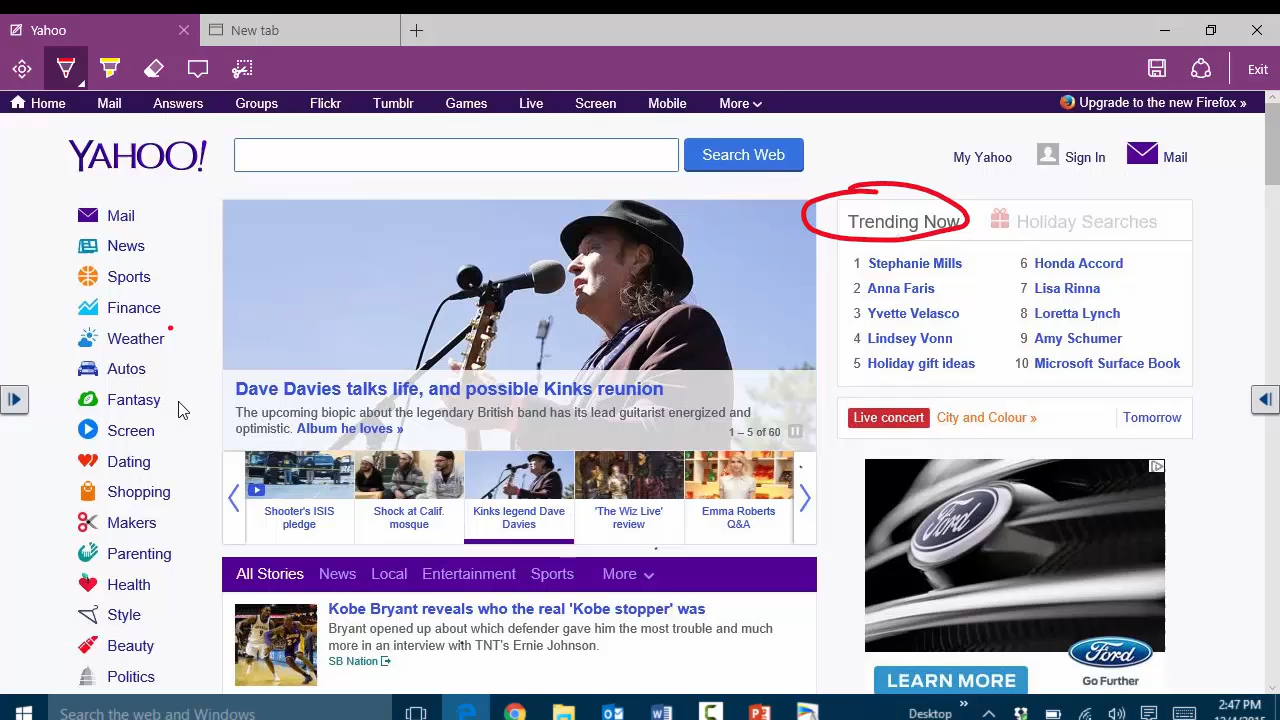 Yahoo
New tab
Exit
Home Mail Answers Groups Flickr Tumblr Games Live Screen Mobile More
Upgrade to the new Firefox »
YAHOO!
Search Web
My Yahoo Sign In Mail
Mail
News
Sports
Finance
Weather
Autos
Fantasy
Screen
Dating
Shopping
Makers
Parenting
Health
Style
Beauty
Politics
Dave Davies talks life, and possible Kinks reunion
The upcoming biopic about the legendary British band has its lead guitarist energized and
optimistic. Album he loves »
1 – 5 of 60
Shooter's ISIS
pledge
Shock at Calif.
mosque
Kinks legend Dave
Davies
'The Wiz Live'
review
Emma Roberts
Q&A
All Stories News Local Entertainment Sports More
Kobe Bryant reveals who the real 'Kobe stopper' was
Bryant opened up about which defender gave him the most trouble and much
more in an interview with TNT's Ernie Johnson.
SB Nation
Trending Now Holiday Searches
1 Stephanie Mills
2 Anna Faris
3 Yvette Velasco
4 Lindsey Vonn
5 Holiday gift ideas
6 Honda Accord
7 Lisa Rinna
8 Loretta Lynch
9 Amy Schumer
10 Microsoft Surface Book
Live concert City and Colour » Tomorrow
Ford
Ford
Go Further
LEARN MORE
Search the web and Windows
Desktop
2:47 PM